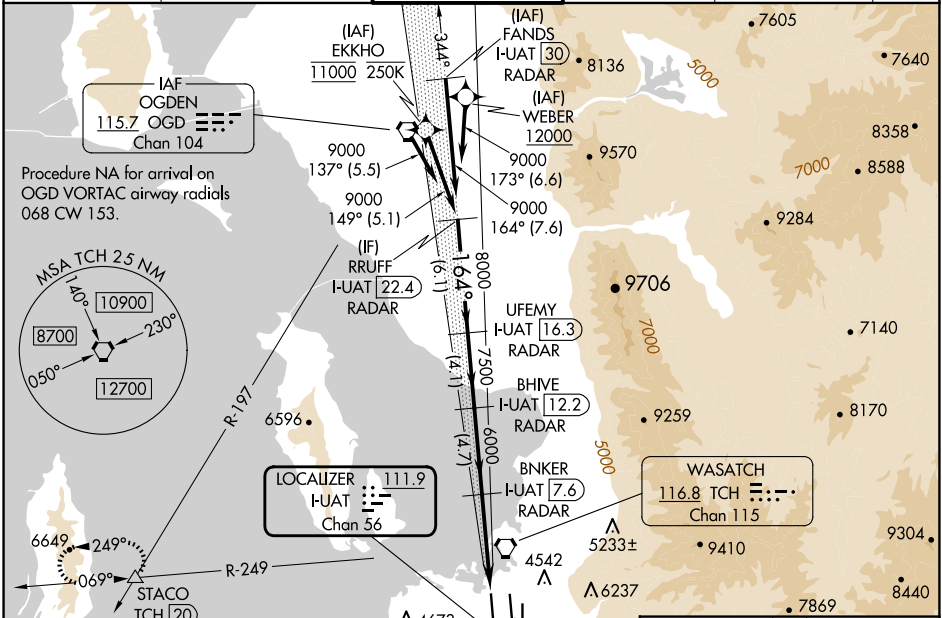 (IAF)
EKKHO
11000 250K
(IAF)
FANDS
I-UAT 30
RADAR
344°
7605
8136
5000
7640
IAF
OGDEN
115.7 OGD
Chan 104
(IAF)
WEBER
12000
8358
9570
7000
8588
Procedure NA for arrival on
OGD VORTAC airway radials
068 CW 153.
9000
137° (5.5)
9000
173° (6.6)
9000
149° (5.1)
9000
164° (7.6)
9284
(IF)
RRUFF
I-UAT 22.4
RADAR
164°
(6.1)
8000
MSA TCH 25 NM
140°
10900
8700
230°
050°
12700
9706
7000
UFEMY
I-UAT 16.3
RADAR
7140
(4.1)
7500
BHIVE
I-UAT 12.2
RADAR
R-197
6596
9259
8170
(4.7)
6000
5000
LOCALIZER 111.9
I-UAT
Chan 56
BNKER
I-UAT 7.6
RADAR
WASATCH
116.8 TCH
Chan 115
6649
249°
069°
R-249
STACO
TCH 20
4542
5233±
9410
9304
6237
8440
7869
4673